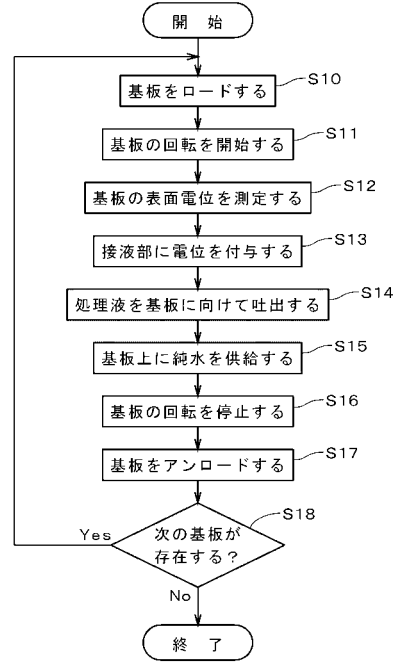 開始
基板をロードする
S10
基板の回転を開始する
S11
基板の表面電位を測定する
S12
接液部に電位を付与する
S13
処理液を基板に向けて吐出する
S14
基板上に純水を供給する
S15
基板の回転を停止する
S16
基板をアンロードする
S17
次の基板が
存在する?
S18
Yes
No
終了